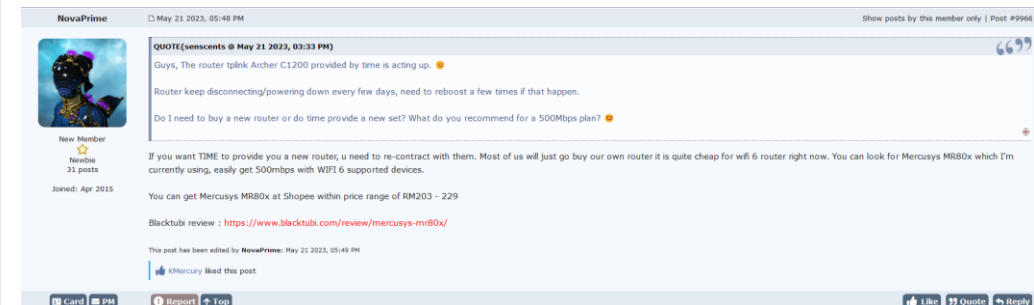 NovaPrime
May 21 2023, 05:48 PM
Show posts by this member only | Post #9966
QUOTE(senscents @ May 21 2023, 03:33 PM)
Guys, The router tplink Archer C1200 provided by time is acting up.
Router keep disconnecting/powering down every few days, need to reboost a few times if that happen.
Do I need to buy a new router or do time provide a new set? What do you recommend for a 500Mbps plan?
New Member
Newbie
31 posts
Joined: Apr 2015
If you want TIME to provide you a new router, u need to re-contract with them. Most of us will just go buy our own router it is quite cheap for wifi 6 router right now. You can look for Mercusys MR80x which I'm
currently using, easily get 500mbps with WIFI 6 supported devices.
You can get Mercusys MR80x at Shopee within price range of RM203 - 229
Blacktubi review : https://www.blacktubi.com/review/mercusys-mr80x/
This post has been edited by NovaPrime: May 21 2023, 05:49 PM
KMercury liked this post
Card
PM
Report
Top
Like
Quote
Reply